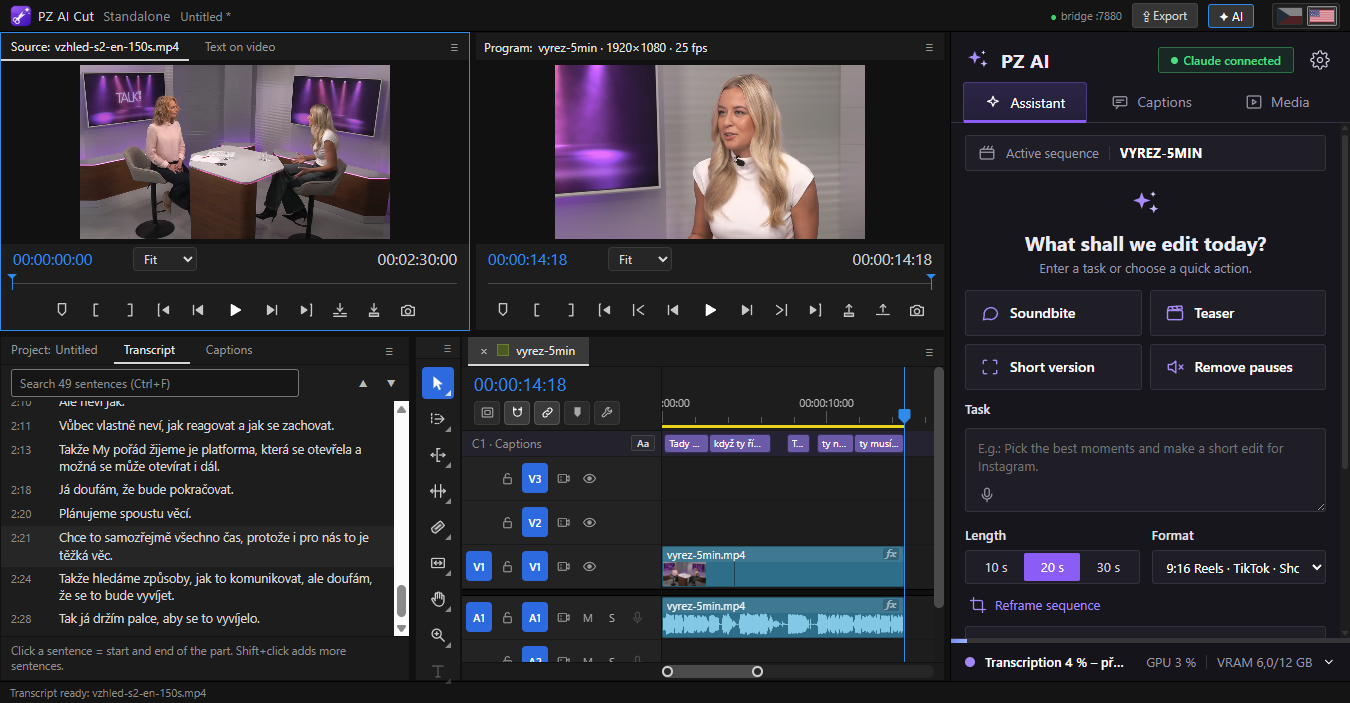 PZ AI Cut Standalone Untitled *
bridge :7880
Export
AI
Source: vzhled-s2-en-150s.mp4
Text on video
TALK!
00:00:00:00
Fit
00:02:30:00
Program: vyrez-5min · 1920×1080 · 25 fps
00:00:14:18
Fit
00:00:14:18
Project: Untitled
Transcript
Captions
Search 49 sentences (Ctrl+F)
2:10 Ale neví jak.
2:11 Vůbec vlastně neví, jak reagovat a jak se zachovat.
2:13 Takže My pořád žijeme je platforma, která se otevřela a
možná se může otevírat i dál.
2:18 Já doufám, že bude pokračovat.
2:20 Plánujeme spoustu věcí.
2:21 Chce to samozřejmě všechno čas, protože i pro nás to je
těžká věc.
2:24 Takže hledáme způsoby, jak to komunikovat, ale doufám,
že se to bude vyvíjet.
2:28 Tak já držím palce, aby se to vyvíjelo.
Click a sentence = start and end of the part. Shift+click adds more
sentences.
Transcript ready: vzhled-s2-en-150s.mp4
vyrez-5min
00:00:14:18
:00:00
00:00:10:00
C1 · Captions
Aa
Tady ...
když ty ří...
T...
ty n...
ty musí...
V3
V2
V1 V1
vyrez-5min.mp4
fx
A1 A1 M S
vyrez-5min.mp4
fx
A2 M S
PZ AI
Claude connected
Assistant
Captions
Media
Active sequence
VYREZ-5MIN
What shall we edit today?
Enter a task or choose a quick action.
Soundbite
Teaser
Short version
Remove pauses
Task
E.g.: Pick the best moments and make a short edit for
Instagram.
Length
Format
10 s
20 s
30 s
9:16 Reels · TikTok · Sho
Reframe sequence
Transcription 4 % – př...
GPU 3 %
VRAM 6,0/12 GB